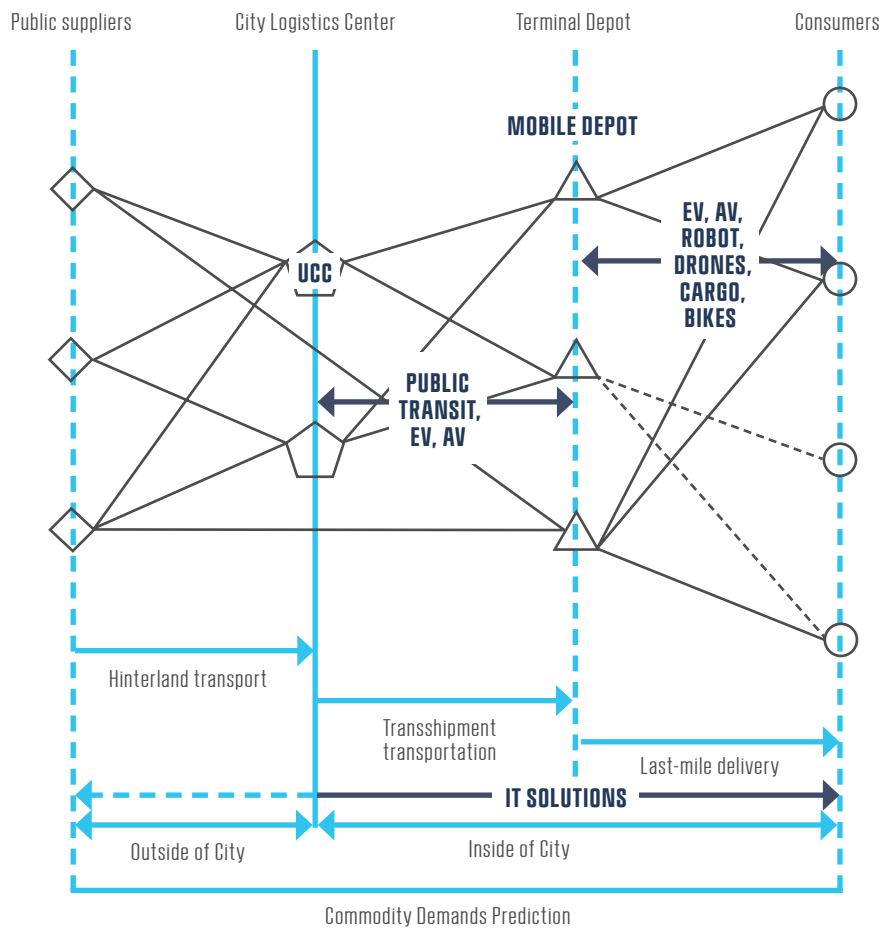 Public suppliers
City Logistics Center
Terminal Depot
Consumers
MOBILE DEPOT
EV, AV,
ROBOT,
DRONES,
CARGO,
BIKES
UCC
PUBLIC
TRANSIT,
EV, AV
Hinterland transport
Transshipment
transportation
Last-mile delivery
IT SOLUTIONS
Outside of City
Inside of City
Commodity Demands Prediction